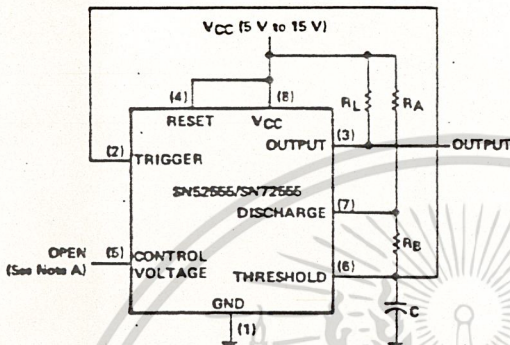 VCC (5 V to 15 V)
(4) (8)
RESET VCC
RL RA
(3)
OUTPUT OUTPUT
(2) TRIGGER
SN52555/SN72555
(7)
DISCHARGE
RB
OPEN (5) CONTROL
(See Note A) VOLTAGE
(6)
THRESHOLD
C
GND
(1)